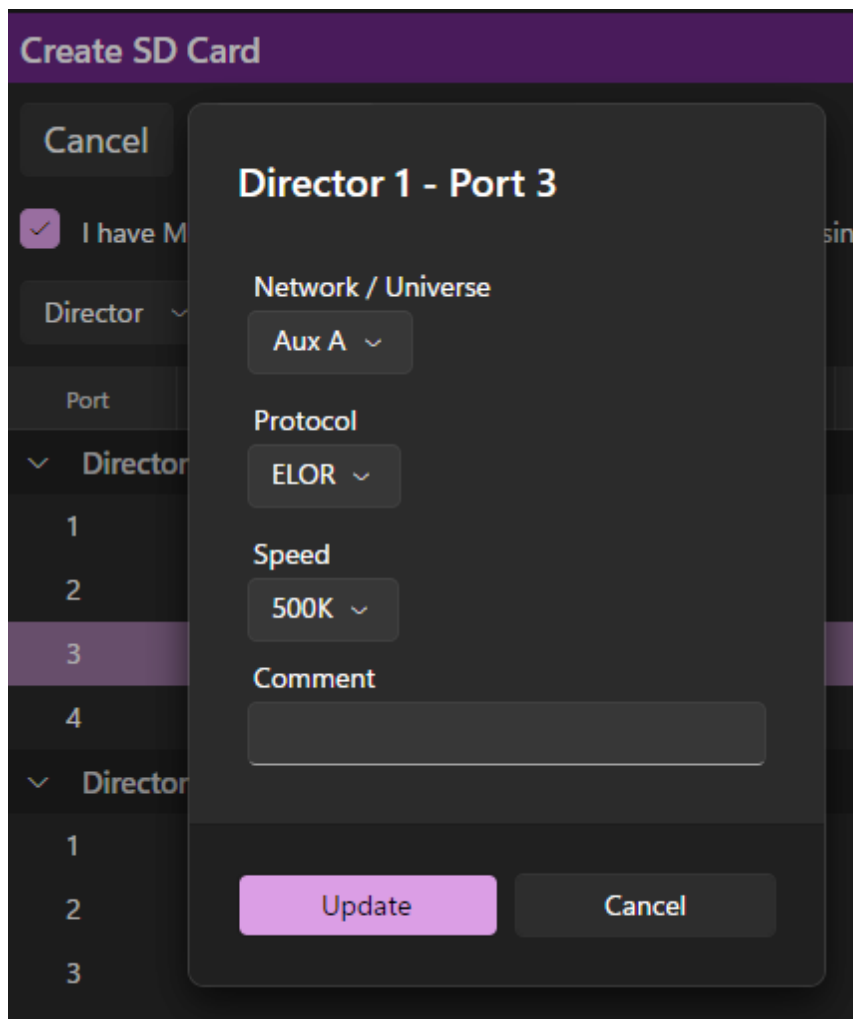 Create SD Card
Cancel
Director 1 - Port 3
I have M
sin
Network / Universe
Director
Aux A
Port
Protocol
Director
ELOR
1
Speed
2
500K
3
Comment
4
Director
1
2
Update
Cancel
3